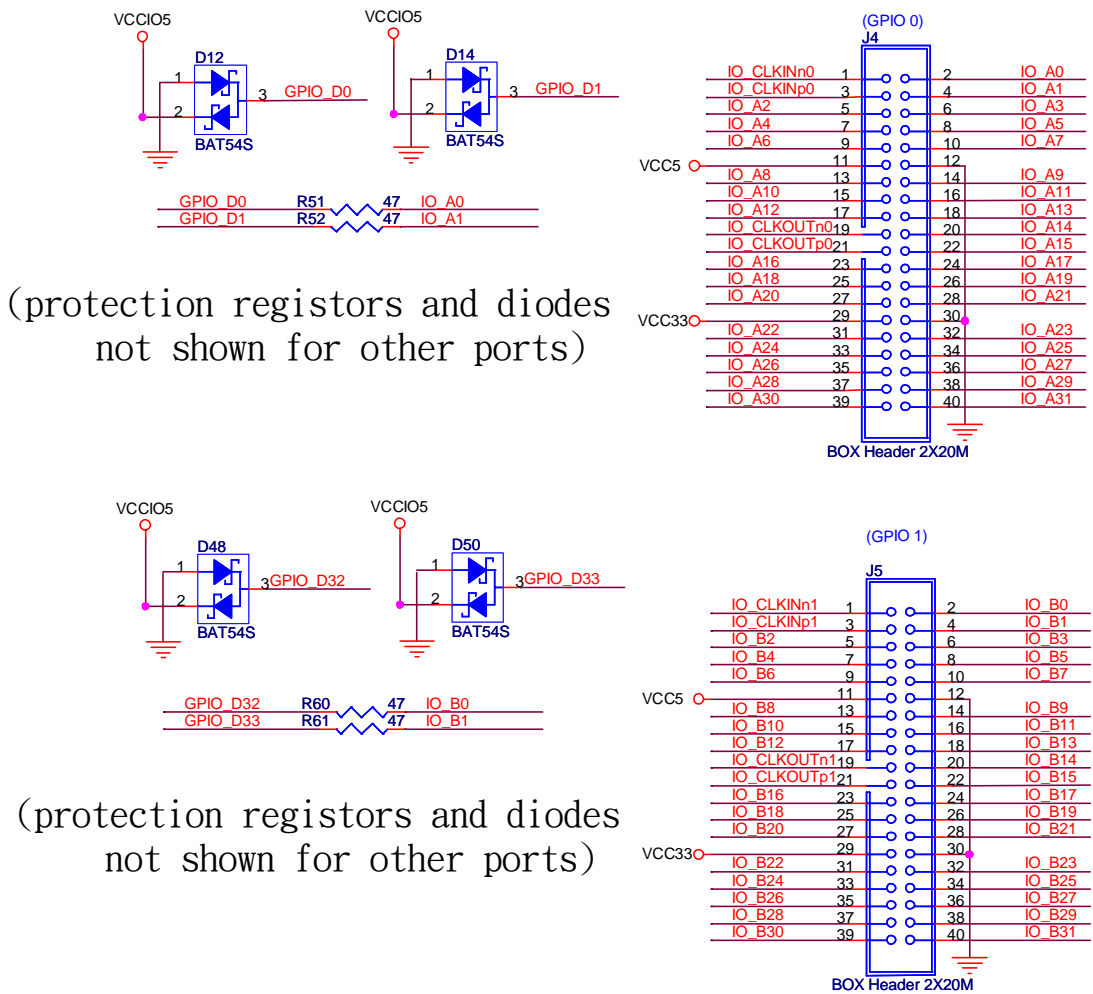 VCCIO5 VCCIO5
D12 D14
1 1
3 GPIO_D0 3 GPIO_D1
2 2
BAT54S BAT54S
GPIO_D0 R51 47 IO_A0
GPIO_D1 R52 47 IO_A1
(protection registors and diodes
not shown for other ports)
(GPIO 0)
J4
IO_CLKINn0 1 2 IO_A0
IO_CLKINp0 3 4 IO_A1
IO_A2 5 6 IO_A3
IO_A4 7 8 IO_A5
IO_A6 9 10 IO_A7
VCC5 11 12
IO_A8 13 14 IO_A9
IO_A10 15 16 IO_A11
IO_A12 17 18 IO_A13
IO_CLKOUTn0 19 20 IO_A14
IO_CLKOUTp0 21 22 IO_A15
IO_A16 23 24 IO_A17
IO_A18 25 26 IO_A19
IO_A20 27 28 IO_A21
VCC33 29 30
IO_A22 31 32 IO_A23
IO_A24 33 34 IO_A25
IO_A26 35 36 IO_A27
IO_A28 37 38 IO_A29
IO_A30 39 40 IO_A31
BOX Header 2X20M
VCCIO5 VCCIO5
D48 D50
1 1
3 GPIO_D32 3 GPIO_D33
2 2
BAT54S BAT54S
GPIO_D32 R60 47 IO_B0
GPIO_D33 R61 47 IO_B1
(protection registors and diodes
not shown for other ports)
(GPIO 1)
J5
IO_CLKINn1 1 2 IO_B0
IO_CLKINp1 3 4 IO_B1
IO_B2 5 6 IO_B3
IO_B4 7 8 IO_B5
IO_B6 9 10 IO_B7
VCC5 11 12
IO_B8 13 14 IO_B9
IO_B10 15 16 IO_B11
IO_B12 17 18 IO_B13
IO_CLKOUTn1 19 20 IO_B14
IO_CLKOUTp1 21 22 IO_B15
IO_B16 23 24 IO_B17
IO_B18 25 26 IO_B19
IO_B20 27 28 IO_B21
VCC33 29 30
IO_B22 31 32 IO_B23
IO_B24 33 34 IO_B25
IO_B26 35 36 IO_B27
IO_B28 37 38 IO_B29
IO_B30 39 40 IO_B31
BOX Header 2X20M